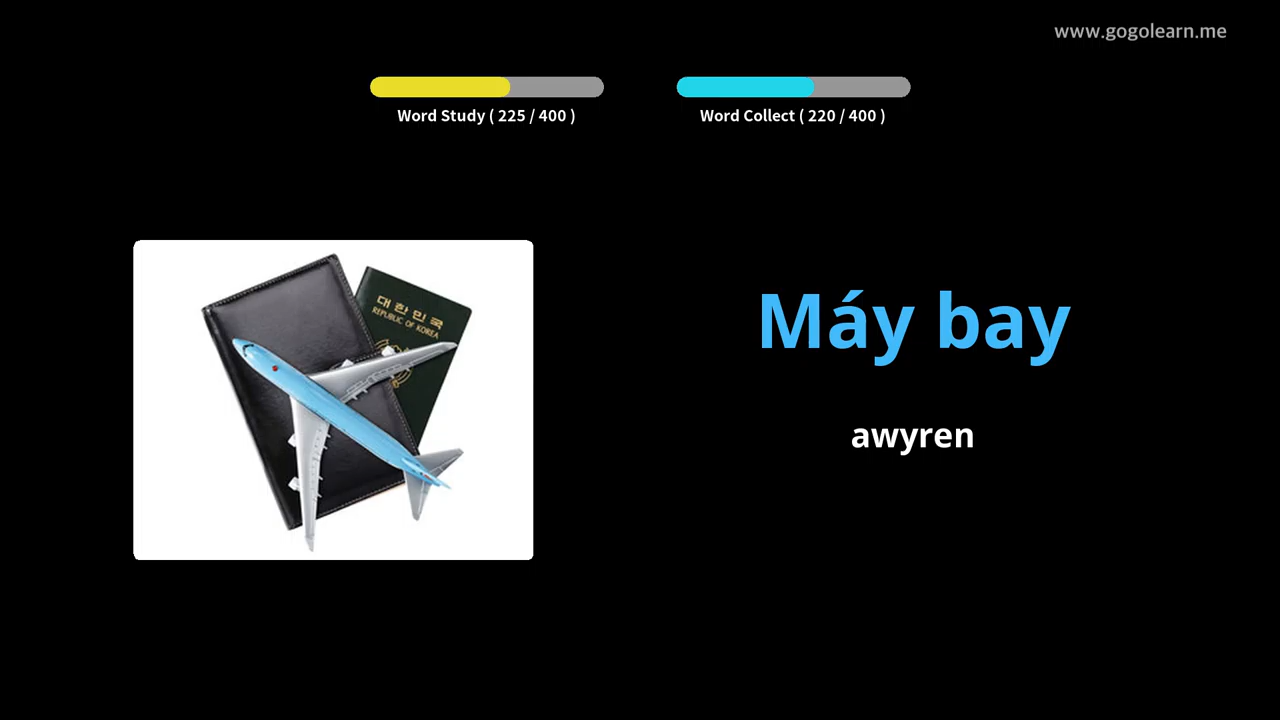 www.gogolearn.me
Word Study ( 225 / 400 )
Word Collect ( 220 / 400 )
대한민국
REPUBLIC OF KOREA
Máy bay
awyren